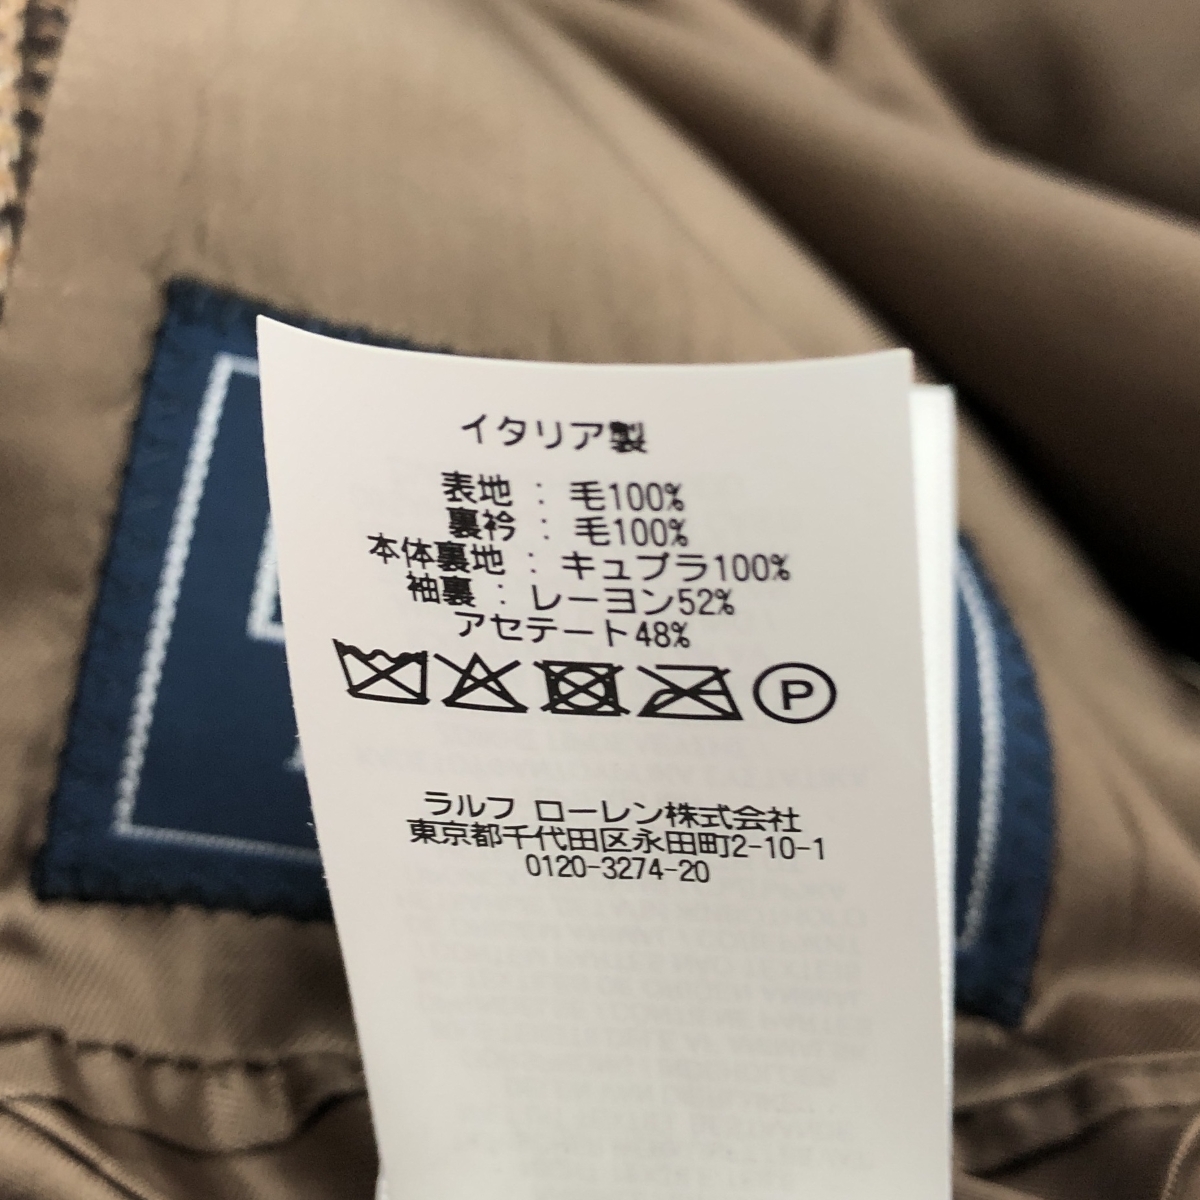 イタリア製
表地 : 毛100%
裏衿 : 毛100%
本体裏地 : キュプラ100%
袖裏 : レーヨン52%
アセテート48%
P
ラルフ ローレン株式会社
東京都千代田区永田町2-10-1
0120-3274-20